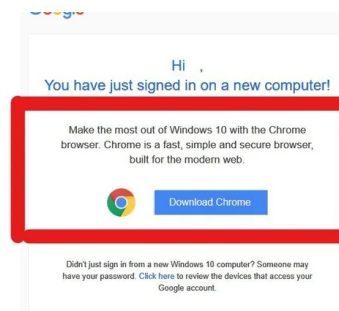 Hi ,
You have just signed in on a new computer!
Make the most out of Windows 10 with the Chrome
browser. Chrome is a fast, simple and secure browser,
built for the modern web.
Download Chrome
Didn't just sign in from a new Windows 10 computer? Someone may
have your password. Click here to review the devices that access your
Google account.